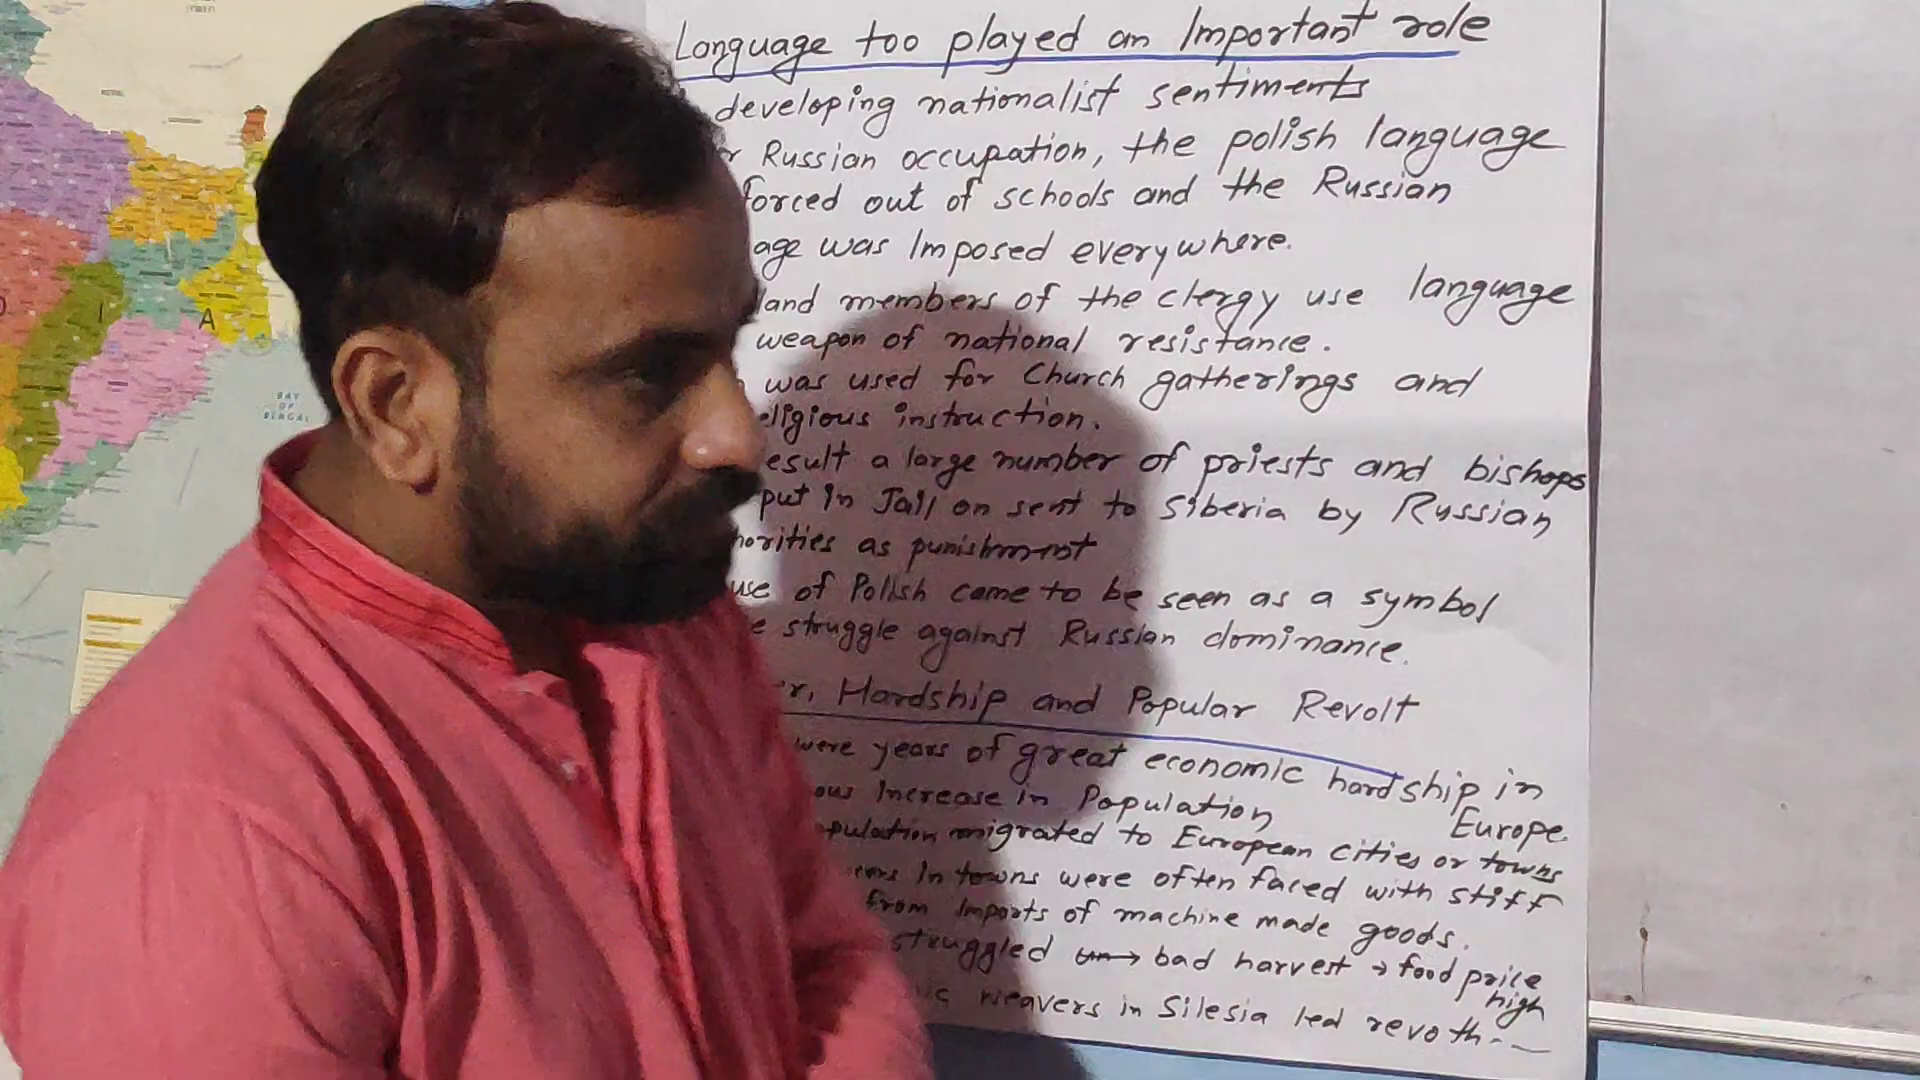 Language too played an Important role
developing nationalist sentiments
r Russian occupation, the polish language
forced out of schools and the Russian
age was Imposed everywhere.
land members of the clergy use language
weapon of national resistance.
was used for Church gatherings and
eligious instruction.
esult a large number of priests and bishops
put in Jail on sent to Siberia by Russian
horities as punishment
use of Polish came to be seen as a symbol
e struggle against Russian dominance.
r, Hardship and Popular Revolt
were years of great economic hardship in
Europe.
ous Increase in Population
pulation migrated to European cities or towns
In towns were often faced with stiff
from Imports of machine made goods.
struggled → bad harvest → food price
high
weavers in Silesia led
BAY
OF
BENGAL
I
A